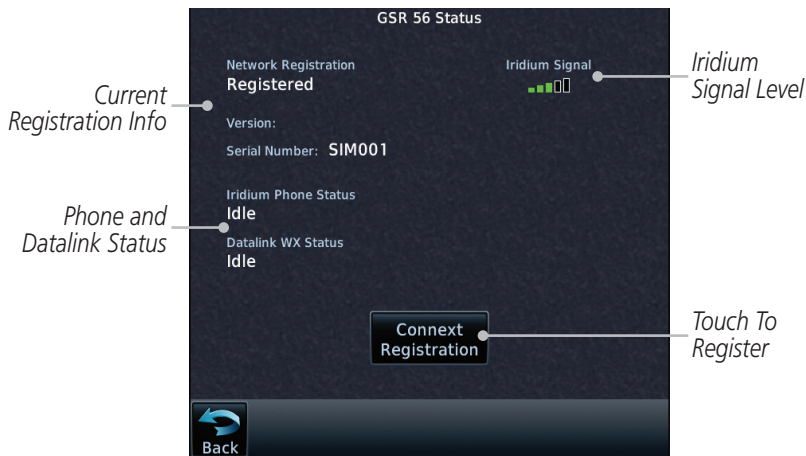 GSR 56 Status
Network Registration
Registered
Iridium Signal
Iridium
Signal Level
Current
Registration Info
Version:
Serial Number: SIM001
Iridium Phone Status
Idle
Phone and
Datalink Status
Datalink WX Status
Idle
Connext
Registration
Touch To
Register
Back